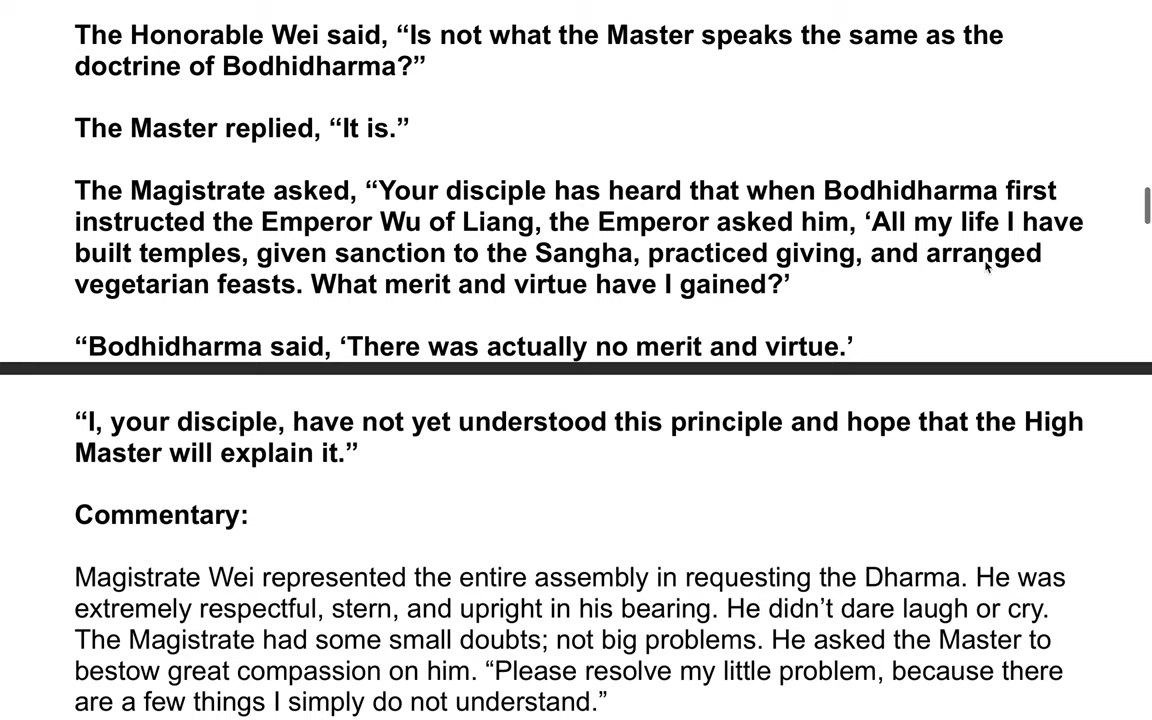 The Honorable Wei said, “Is not what the Master speaks the same as the
doctrine of Bodhidharma?”
The Master replied, “It is.”
The Magistrate asked, “Your disciple has heard that when Bodhidharma first
instructed the Emperor Wu of Liang, the Emperor asked him, ‘All my life I have
built temples, given sanction to the Sangha, practiced giving, and arranged
vegetarian feasts. What merit and virtue have I gained?’
“Bodhidharma said, ‘There was actually no merit and virtue.’
“I, your disciple, have not yet understood this principle and hope that the High
Master will explain it.”
Commentary:
Magistrate Wei represented the entire assembly in requesting the Dharma. He was
extremely respectful, stern, and upright in his bearing. He didn’t dare laugh or cry.
The Magistrate had some small doubts; not big problems. He asked the Master to
bestow great compassion on him. “Please resolve my little problem, because there
are a few things I simply do not understand.”